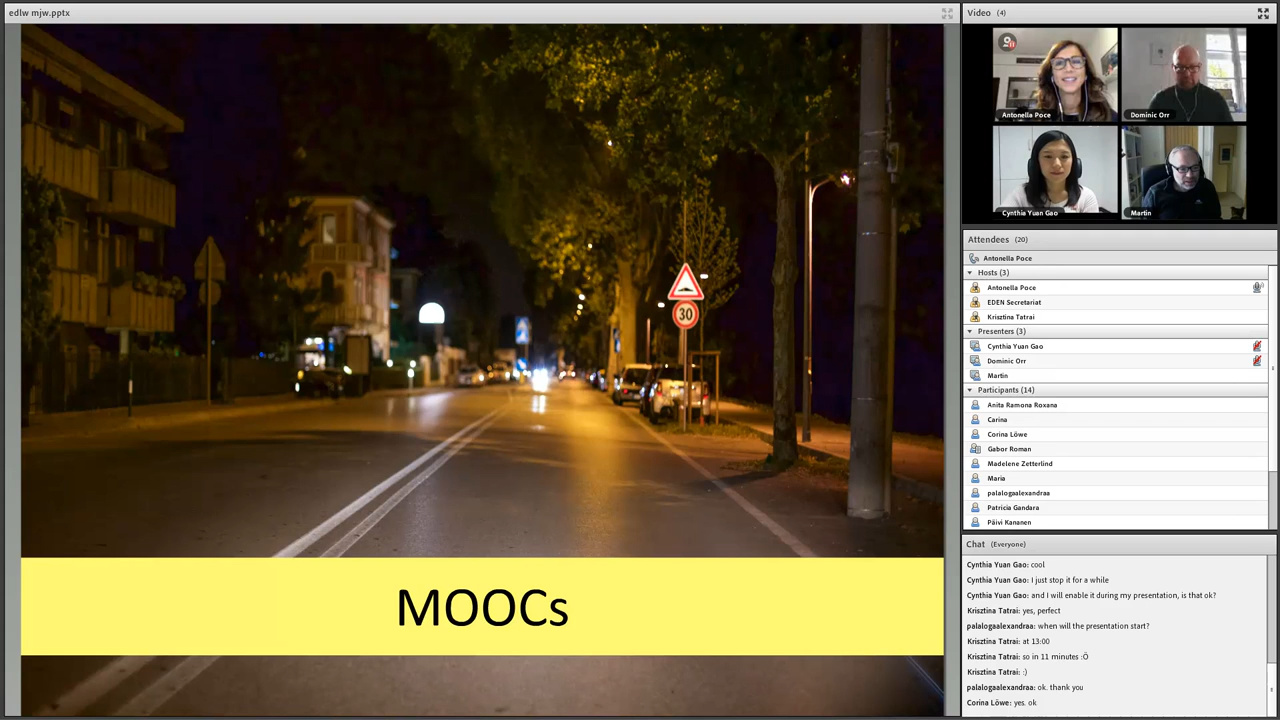 edlw mjw.pptx
30
MOOCs
Video (4)
Antonella Poce
Dominic Orr
Cynthia Yuan Gao
Martin
Attendees (20)
Antonella Poce
Hosts (3)
Antonella Poce
EDEN Secretariat
Krisztina Tatrai
Presenters (3)
Cynthia Yuan Gao
Dominic Orr
Martin
Participants (14)
Anita Ramona Roxana
Carina
Corina Löwe
Gabor Roman
Madelene Zetterlind
Maria
palalogaalexandraa
Patricia Gandara
Päivi Kananen
Chat (Everyone)
Cynthia Yuan Gao: cool
Cynthia Yuan Gao: I just stop it for a while
Cynthia Yuan Gao: and I will enable it during my presentation, is that ok?
Krisztina Tatrai: yes, perfect
palalogaalexandraa: when will the presentation start?
Krisztina Tatrai: at 13:00
Krisztina Tatrai: so in 11 minutes :Ö
Krisztina Tatrai: :)
palalogaalexandraa: ok. thank you
Corina Löwe: yes. ok